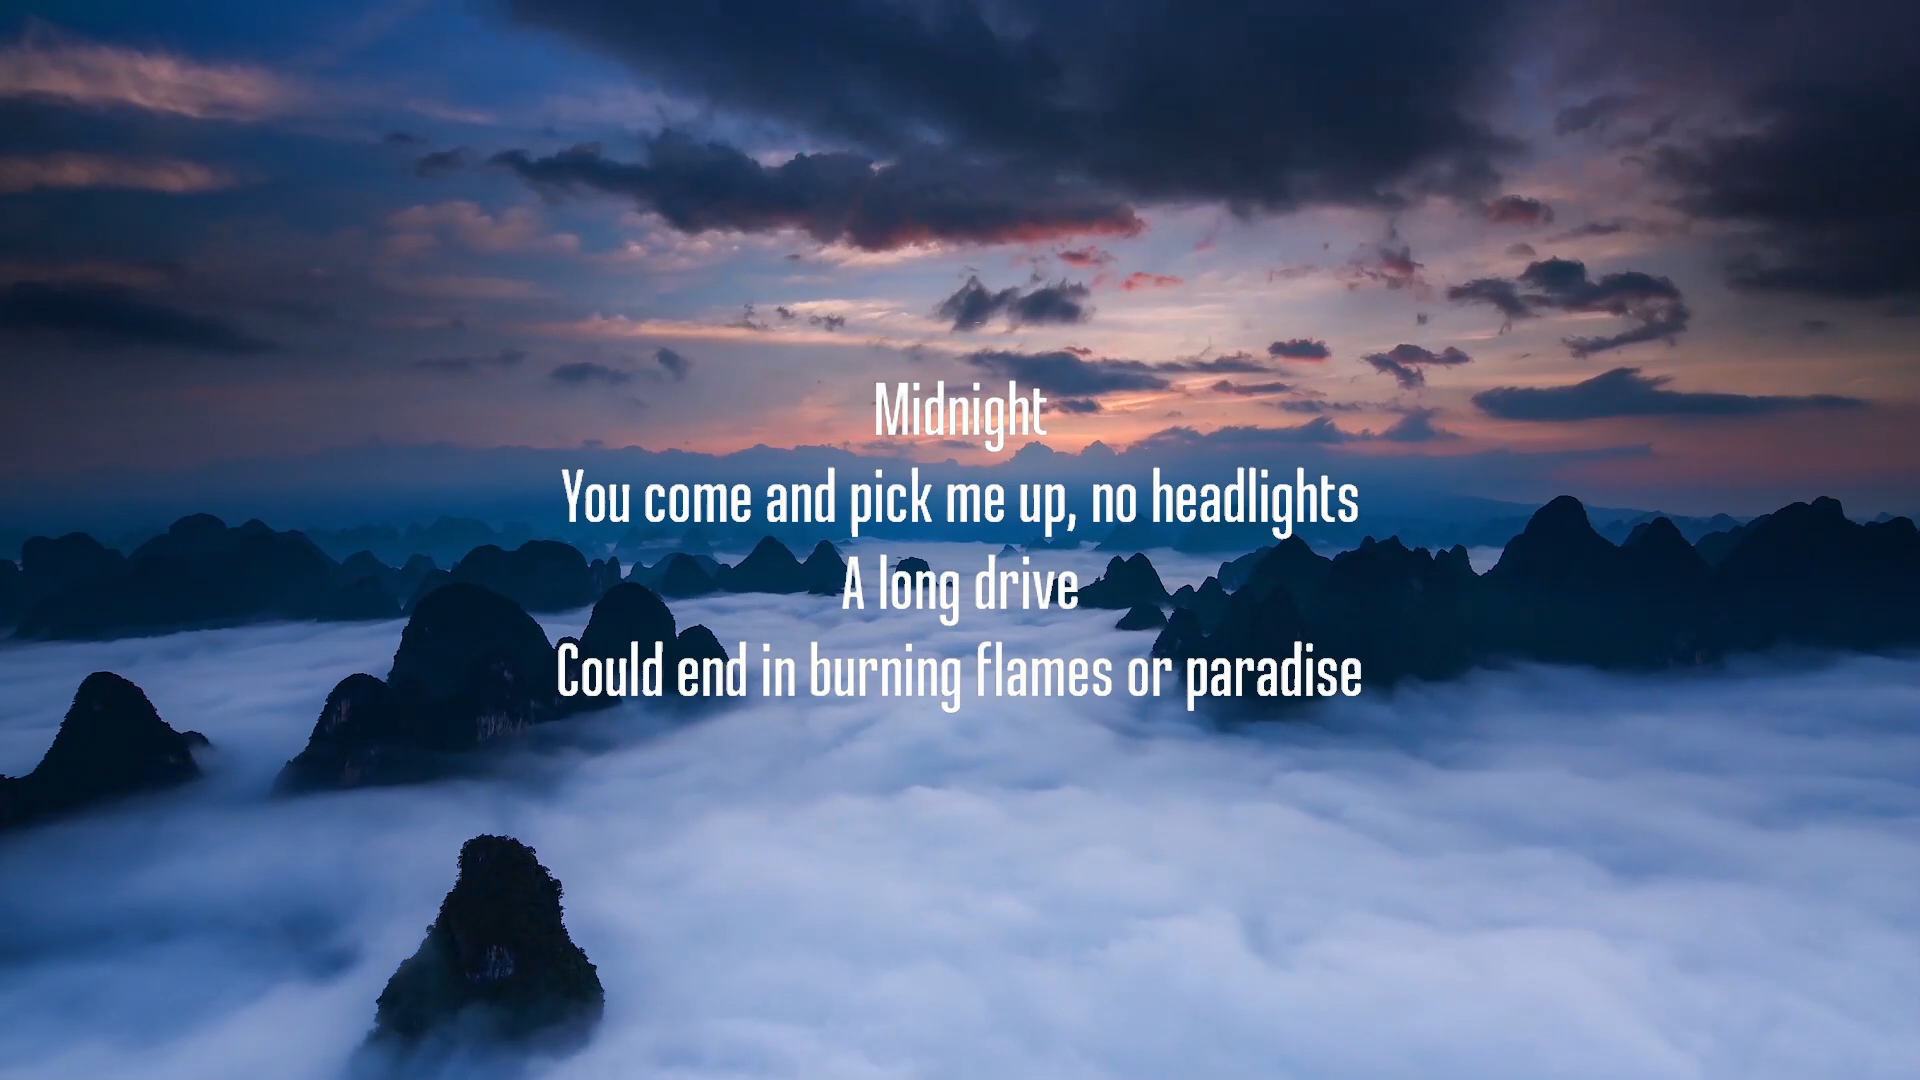 Midnight
You come and pick me up, no headlights
A long drive
Could end in burning flames or paradise